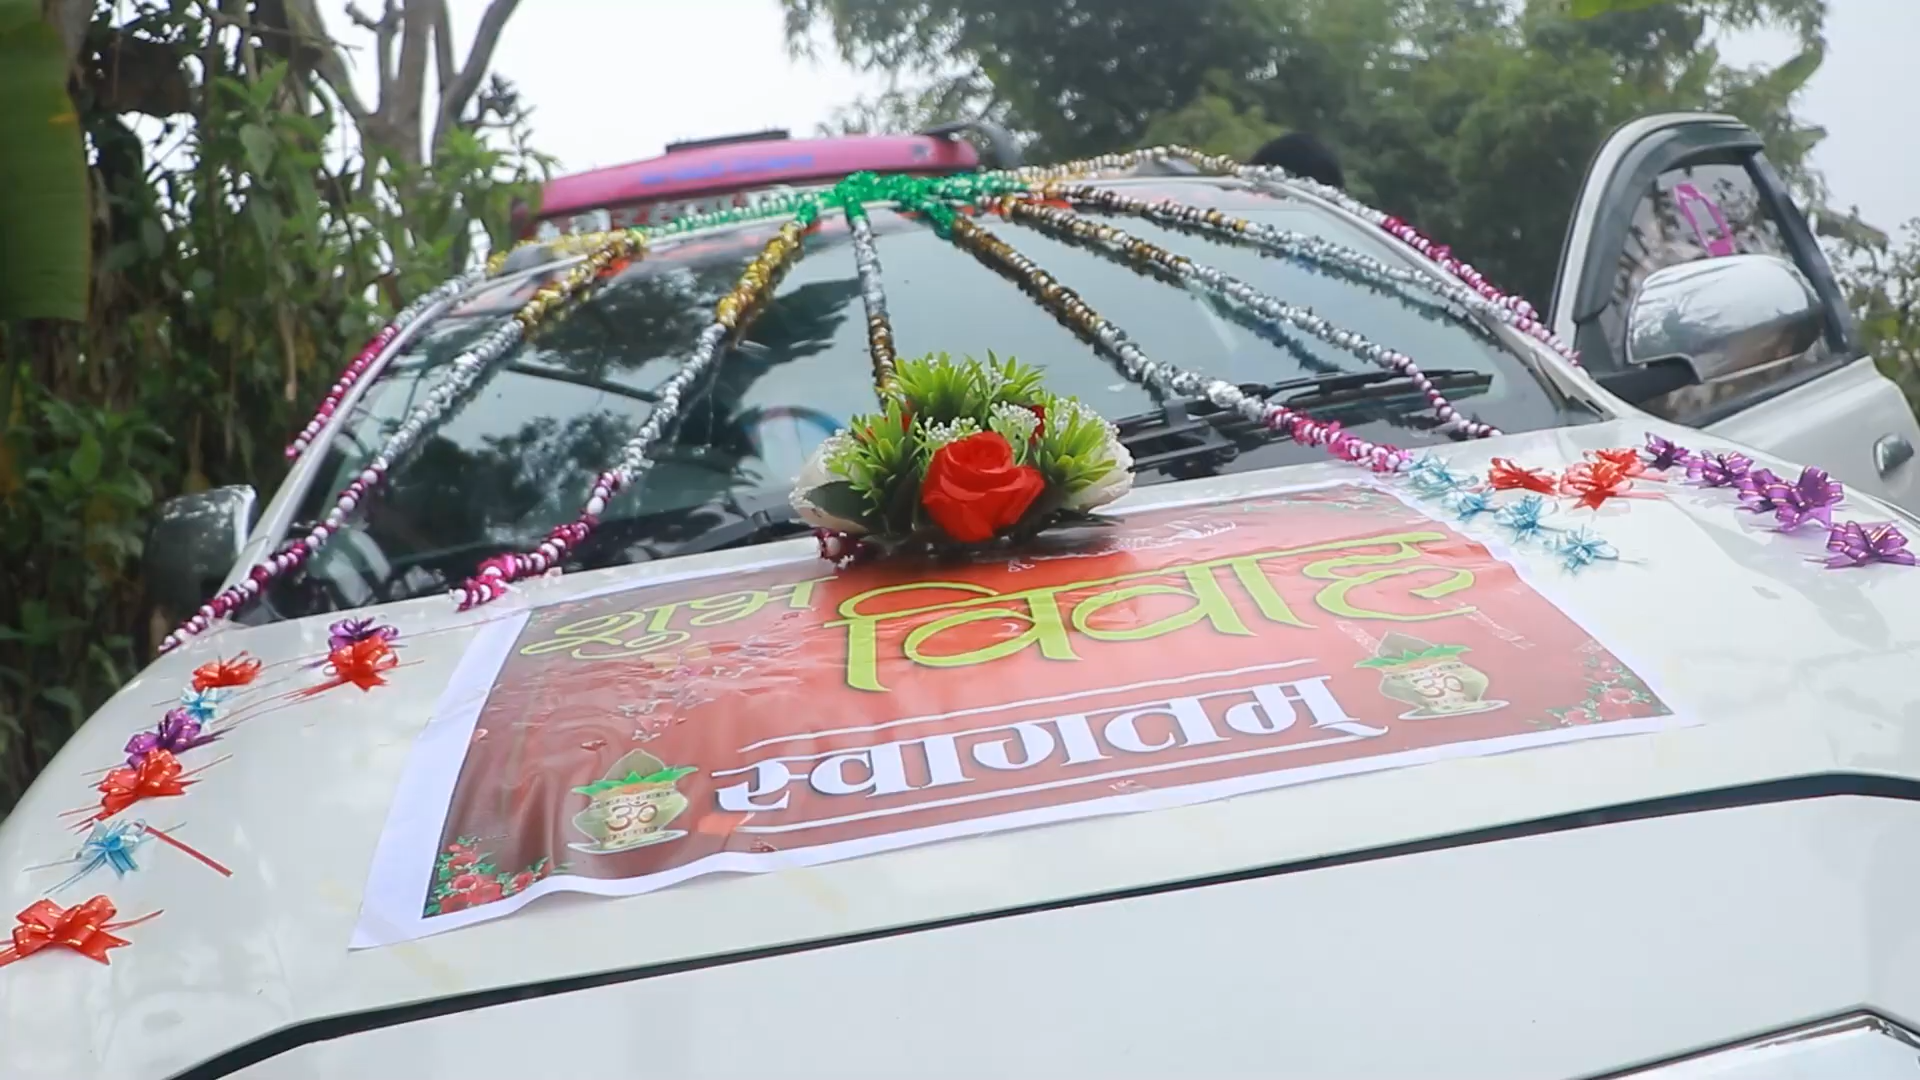 शुभ विवाह
स्वागतम्
ॐ
ॐ